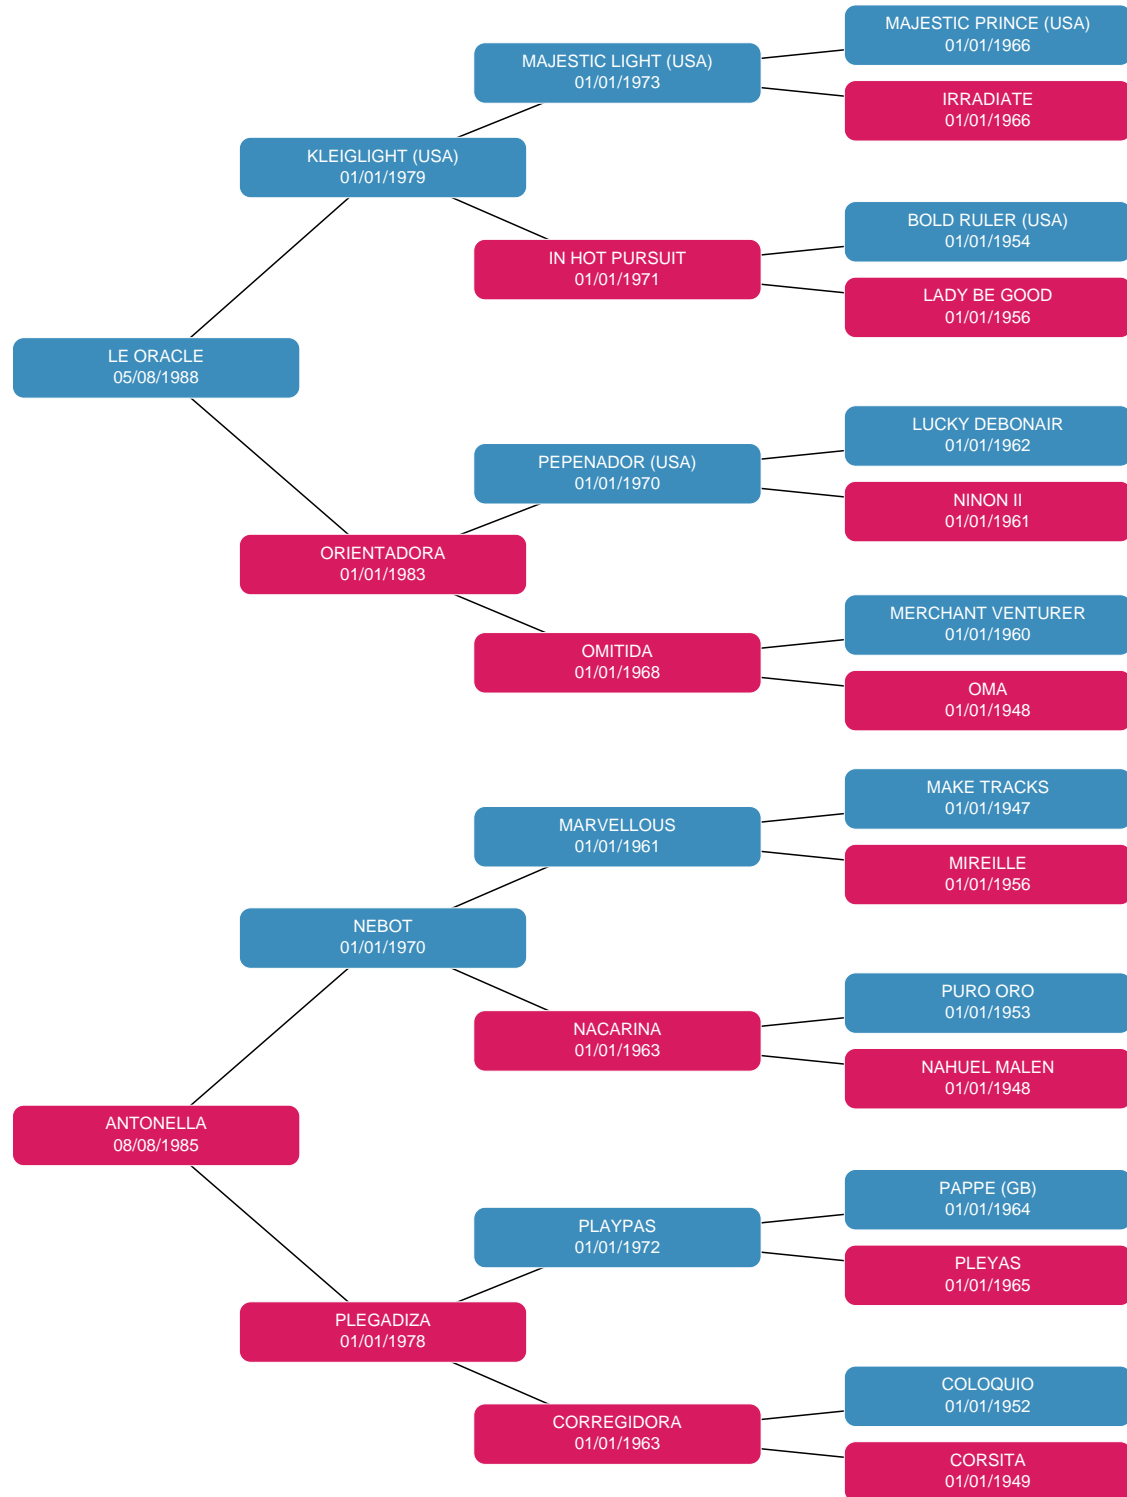 MAJESTIC PRINCE (USA)
01/01/1966
MAJESTIC LIGHT (USA)
01/01/1973
IRRADIATE
01/01/1966
KLEIGLIGHT (USA)
01/01/1979
BOLD RULER (USA)
01/01/1954
IN HOT PURSUIT
01/01/1971
LADY BE GOOD
01/01/1956
LE ORACLE
05/08/1988
LUCKY DEBONAIR
01/01/1962
PEPENADOR (USA)
01/01/1970
NINON II
01/01/1961
ORIENTADORA
01/01/1983
MERCHANT VENTURER
01/01/1960
OMITIDA
01/01/1968
OMA
01/01/1948
MAKE TRACKS
01/01/1947
MARVELLOUS
01/01/1961
MIREILLE
01/01/1956
NEBOT
01/01/1970
PURO ORO
01/01/1953
NACARINA
01/01/1963
NAHUEL MALEN
01/01/1948
ANTONELLA
08/08/1985
PAPPE (GB)
01/01/1964
PLAYPAS
01/01/1972
PLEYAS
01/01/1965
PLEGADIZA
01/01/1978
COLOQUIO
01/01/1952
CORREGIDORA
01/01/1963
CORSITA
01/01/1949